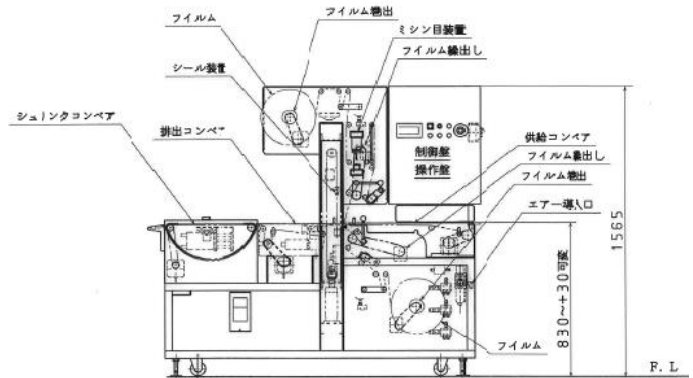 フイルム
フイルム巻出
ミシン目装置
フイルム繰出し
シール装置
シュリンクコンベア
排出コンベア
制御盤
操作盤
供給コンベア
フイルム繰出し
フイルム巻出
エアー導入口
1565
830~+30可変
フイルム
F.L